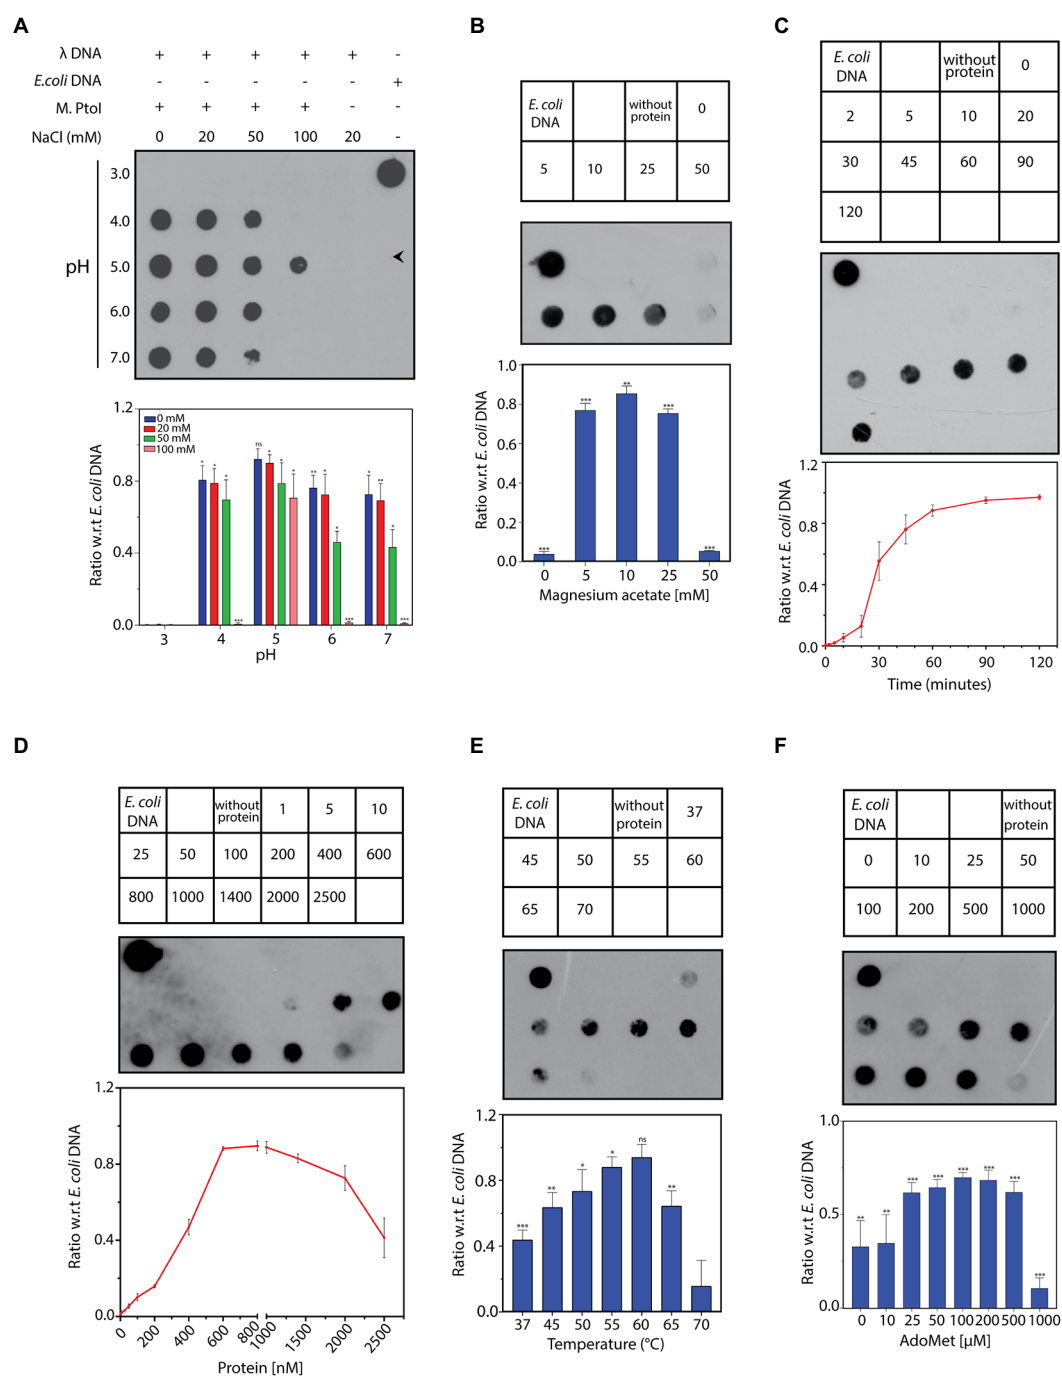 A
λ DNA + + + + + -
E.coli DNA - - - - - +
M. PtoI + + + + - -
NaCl (mM) 0 20 50 100 20 -
pH
3.0
4.0
5.0
6.0
7.0
Ratio w.r.t E. coli DNA
1.2
0.8
0.4
0.0
0 mM
20 mM
50 mM
100 mM
* * * ***
ns * * *
** * * ***
* ** * ***
3 4 5 6 7
pH
B
E. coli DNA
without protein
0
5 10 25 50
Ratio w.r.t E. coli DNA
1.0
0.8
0.6
0.4
0.2
0.0
*** *** ** *** ***
0 5 10 25 50
Magnesium acetate [mM]
C
E. coli DNA
without protein
0
2 5 10 20
30 45 60 90
120
Ratio w.r.t E. coli DNA
1.2
0.8
0.4
0.0
0 30 60 90 120
Time (minutes)
D
E. coli DNA
without protein
1 5 10
25 50 100 200 400 600
800 1000 1400 2000 2500
Ratio w.r.t E. coli DNA
1.2
0.8
0.4
0.0
0 200 400 600 800 1000 1500 2000 2500
Protein [nM]
E
E. coli DNA
without protein
37
45 50 55 60
65 70
Ratio w.r.t E. coli DNA
1.2
0.8
0.4
0.0
*** ** * * ns **
37 45 50 55 60 65 70
Temperature (°C)
F
E. coli DNA
without protein
0 10 25 50
100 200 500 1000
Ratio w.r.t E. coli DNA
1.0
0.5
0.0
** ** *** *** *** *** *** ***
0 10 25 50 100 200 500 1000
AdoMet [µM]